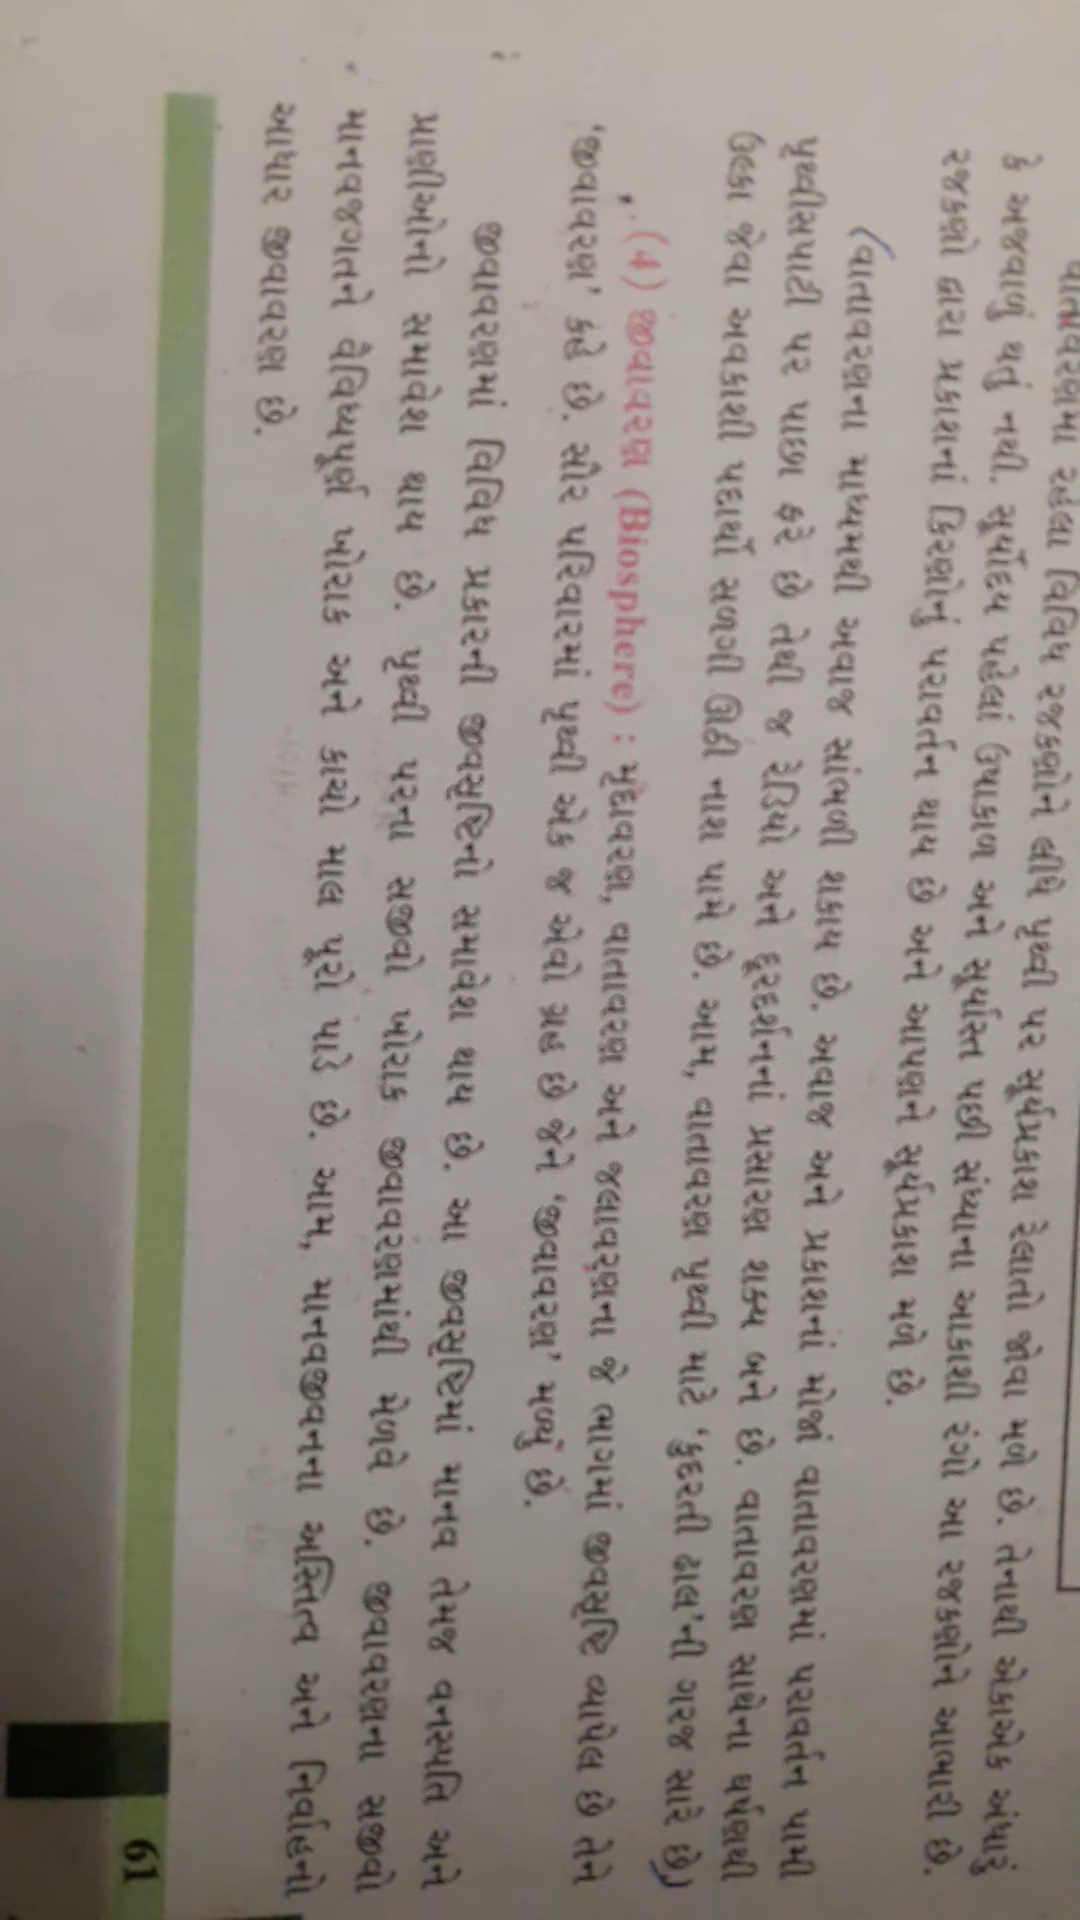 વાતાવરણમાં રહેલા વિવિધ રજકણોને લીધે પૃથ્વી પર સૂર્યપ્રકાશ રેલાતો જોવા મળે છે. તેનાથી એકાએક અંધારું
કે અજવાળું થતું નથી. સૂર્યોદય પહેલાં ઉષાકાળ અને સૂર્યાસ્ત પછી સંધ્યાના આકાશી રંગો આ રજકણોને આભારી છે.
રજકણો દ્વારા પ્રકાશનાં કિરણોનું પરાવર્તન થાય છે અને આપણને સૂર્યપ્રકાશ મળે છે.
વાતાવરણના માધ્યમથી અવાજ સાંભળી શકાય છે. અવાજ અને પ્રકાશનાં મોજાં વાતાવરણમાં પરાવર્તન પામી
પૃથ્વીસપાટી પર પાછા ફરે છે તેથી જ રેડિયો અને દૂરદર્શનનાં પ્રસારણ શક્ય બને છે. વાતાવરણ સાથેના ઘર્ષણથી
ઉલ્કા જેવા અવકાશી પદાર્થો સળગી ઊઠી નાશ પામે છે. આમ, વાતાવરણ પૃથ્વી માટે ‘કુદરતી ઢાલ’ની ગરજ સારે છે.
(4) જીવાવરણ (Biosphere) : મૃદાવરણ, વાતાવરણ અને જલાવરણના જે ભાગમાં જીવસૃષ્ટિ વ્યાપેલ છે તેને
‘જીવાવરણ’ કહે છે. સૌર પરિવારમાં પૃથ્વી એક જ એવો ગ્રહ છે જેને ‘જીવાવરણ’ મળ્યું છે.
જીવાવરણમાં વિવિધ પ્રકારની જીવસૃષ્ટિનો સમાવેશ થાય છે. આ જીવસૃષ્ટિમાં માનવ તેમજ વનસ્પતિ અને
પ્રાણીઓનો સમાવેશ થાય છે. પૃથ્વી પરના સજીવો ખોરાક જીવાવરણમાંથી મેળવે છે. જીવાવરણના સજીવો
માનવજગતને વૈવિધ્યપૂર્ણ ખોરાક અને કાચો માલ પૂરો પાડે છે. આમ, માનવજીવનના અસ્તિત્વ અને નિર્વાહનો
આધાર જીવાવરણ છે.
61